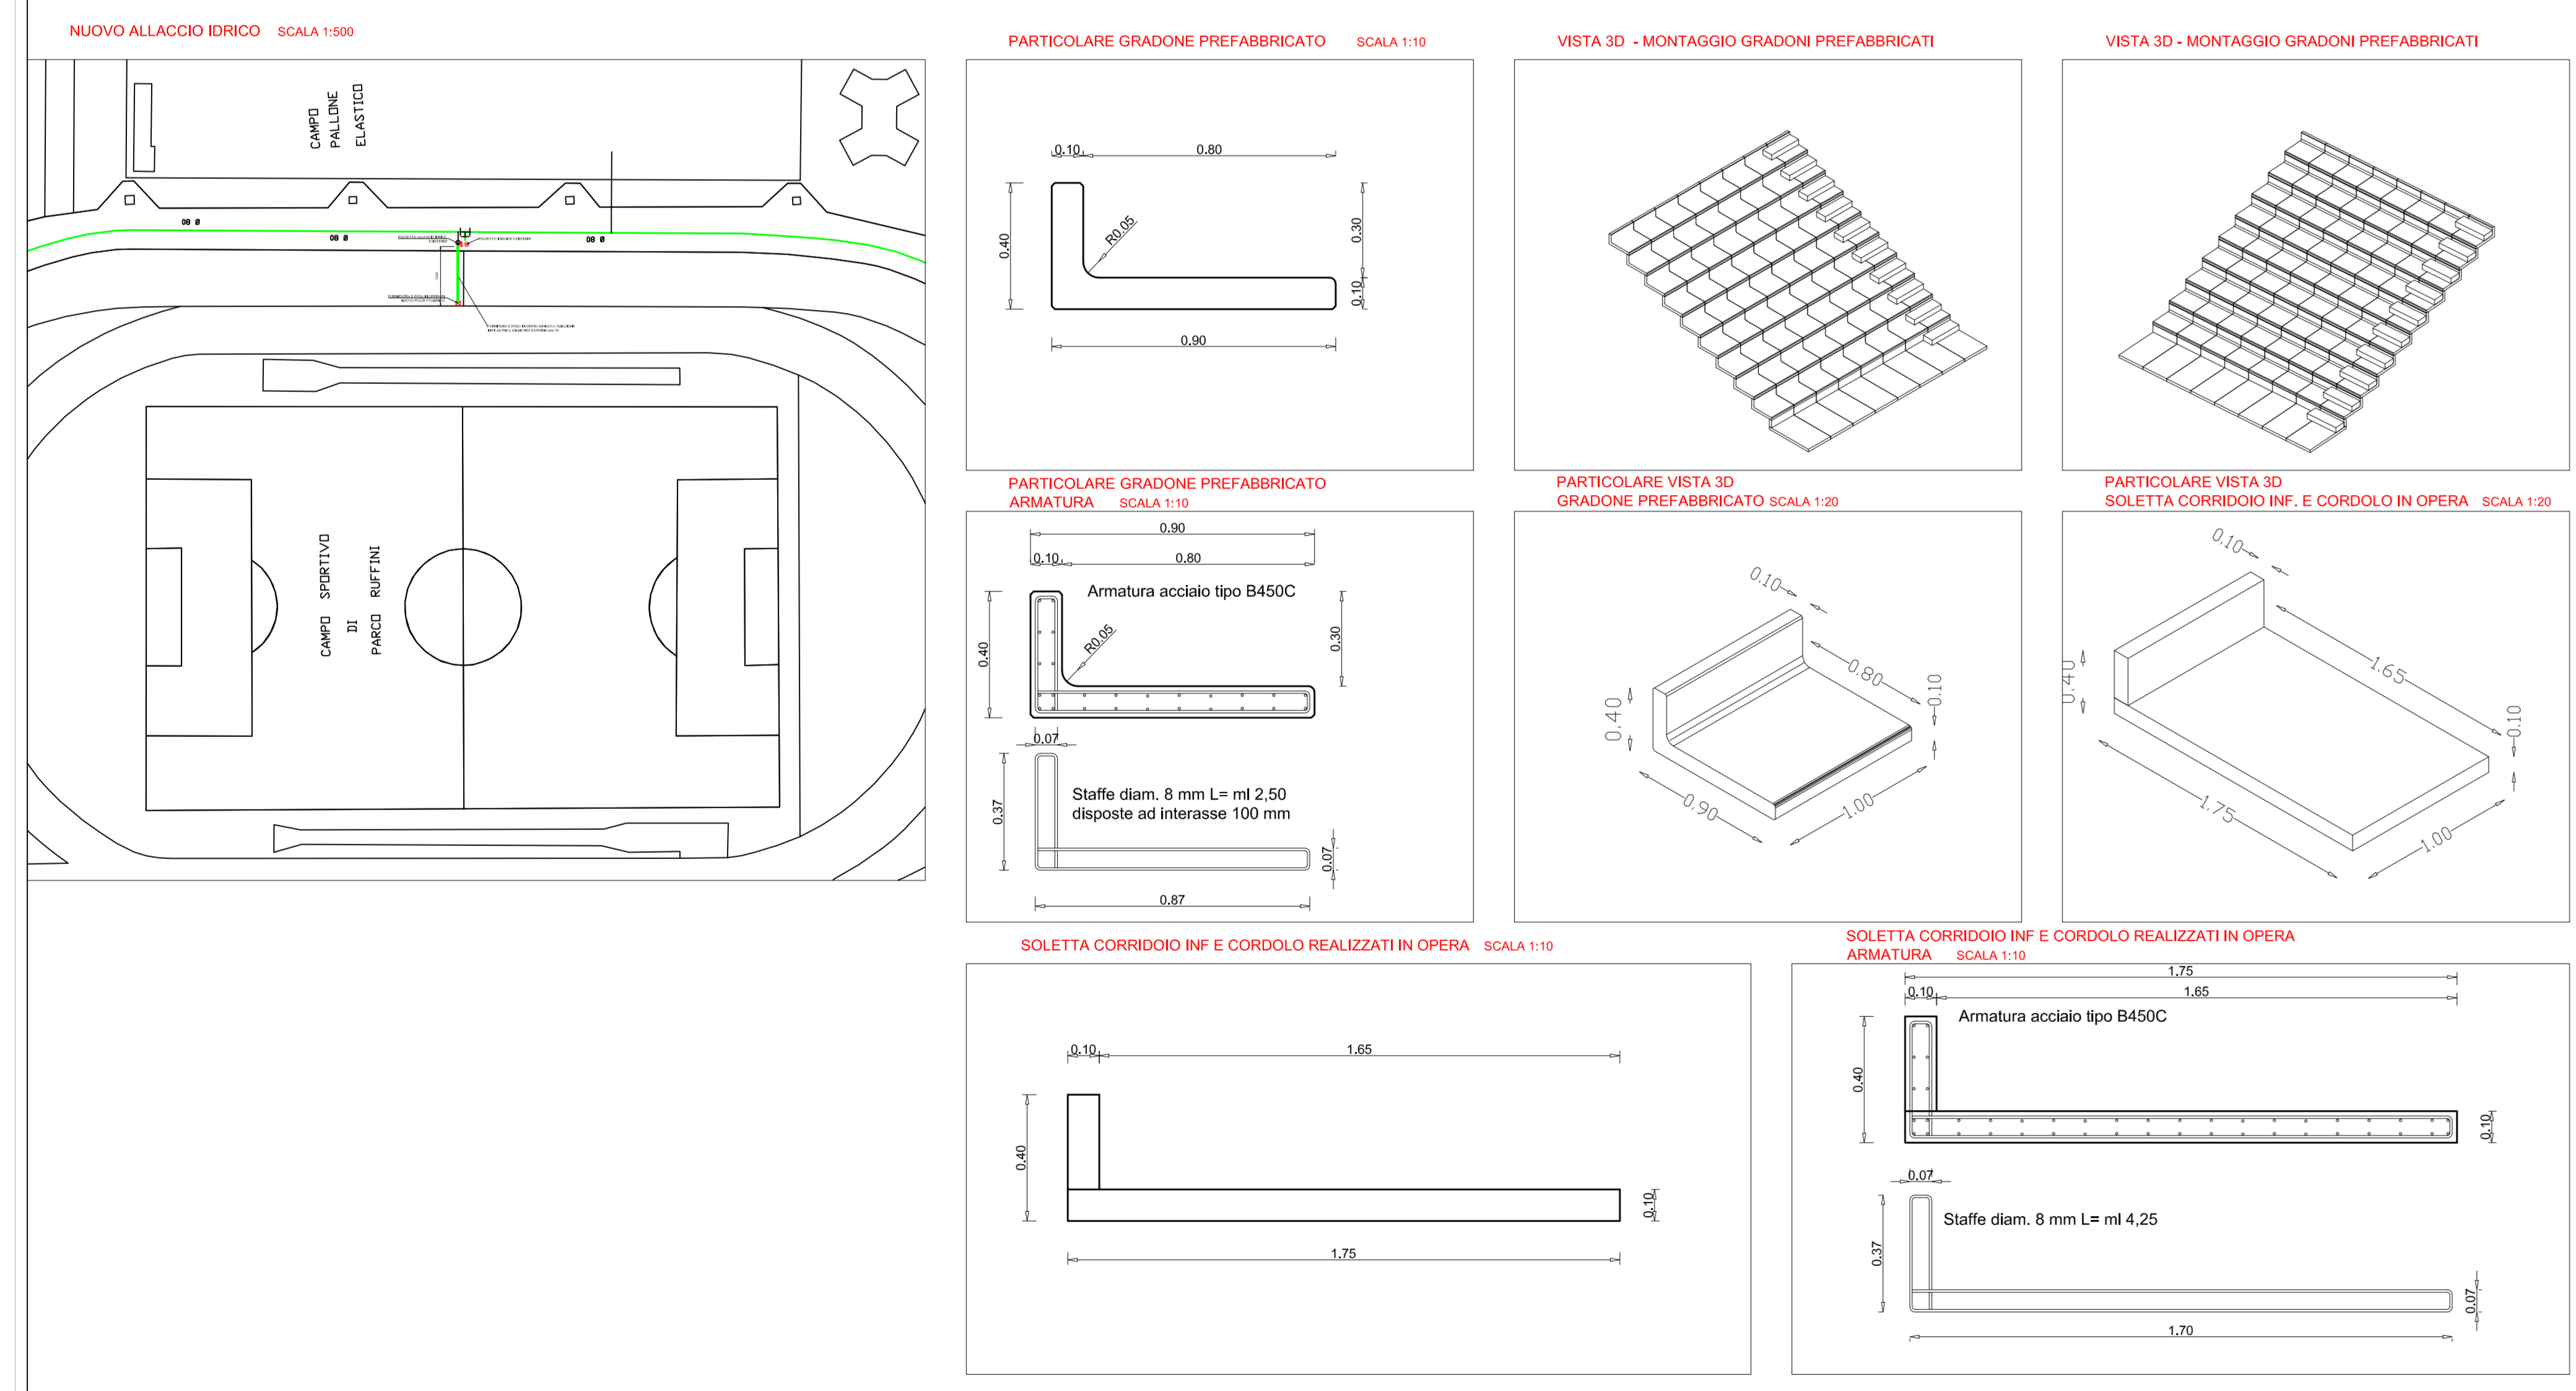 NUOVO ALLACCIO IDRICO SCALA 1:500
CAMPO
PALLONE
ELASTICO
Ø 80
Ø 80
Ø 80
CAMPO SPORTIVO
DI
PARCO RUFFINI
PARTICOLARE GRADONE PREFABBRICATO SCALA 1:10
0.10
0.80
0.40
R0.05
0.30
0.10
0.90
VISTA 3D - MONTAGGIO GRADONI PREFABBRICATI
VISTA 3D - MONTAGGIO GRADONI PREFABBRICATI
PARTICOLARE GRADONE PREFABBRICATO
ARMATURA SCALA 1:10
0.90
0.10
0.80
Armatura acciaio tipo B450C
0.40
R0.05
0.30
0.07
0.37
Staffe diam. 8 mm L= ml 2,50
disposte ad interasse 100 mm
0.07
0.87
PARTICOLARE VISTA 3D
GRADONE PREFABBRICATO SCALA 1:20
0.10
0.80
0.10
0.40
0.90
1.00
PARTICOLARE VISTA 3D
SOLETTA CORRIDOIO INF. E CORDOLO IN OPERA SCALA 1:20
0.10
1.65
0.40
0.10
1.75
1.00
SOLETTA CORRIDOIO INF E CORDOLO REALIZZATI IN OPERA SCALA 1:10
0.10
1.65
0.40
0.10
1.75
SOLETTA CORRIDOIO INF E CORDOLO REALIZZATI IN OPERA
ARMATURA SCALA 1:10
1.75
0.10
1.65
Armatura acciaio tipo B450C
0.40
0.10
0.07
Staffe diam. 8 mm L= ml 4,25
0.37
0.07
1.70